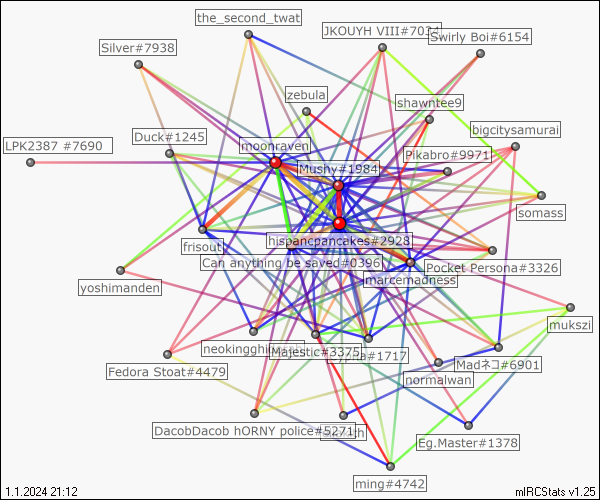 the_second_twat
JKOUYH VIII#7034
Swirly Boi#6154
Silver#7938
zebula
shawntee9
bigcitysamurai
Duck#1245
LPK2387 #7690
moonraven
Pikabro#9971
Mushy#1984
somass
frisout
hispancpancakes#2928
Can anything be saved#0396
Pocket Persona#3326
marcemadness
yoshimanden
mukszi
neokingghi
Majestic#3375
a#1717
Madネコ#6901
Fedora Stoat#4479
normalwan
DacobDacob hORNY police#5271
Eg.Master#1378
ming#4742
1.1.2024 21:12
mIRCStats v1.25